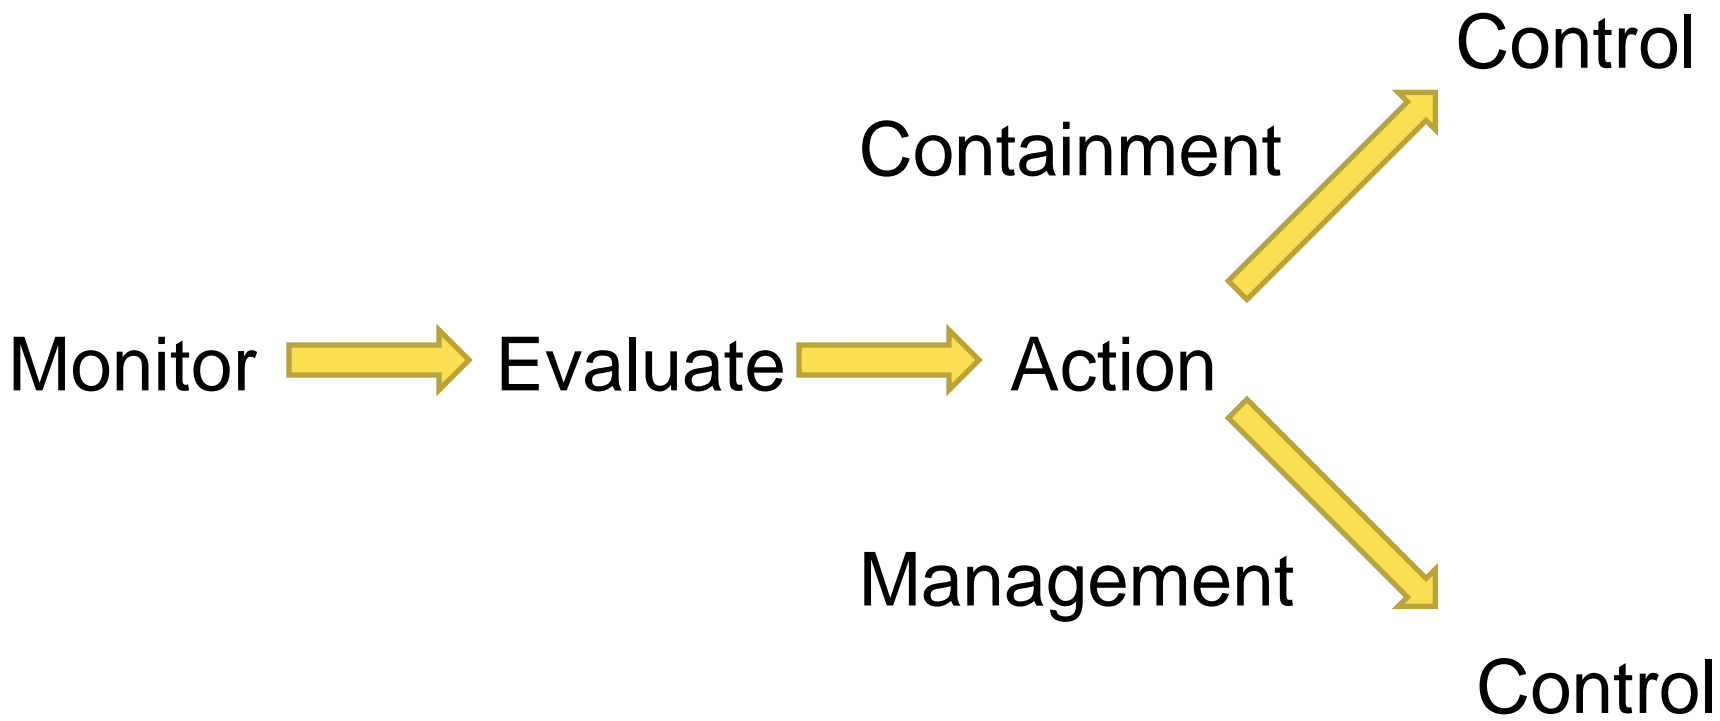 Control
Containment
Monitor Evaluate Action
Management
Control